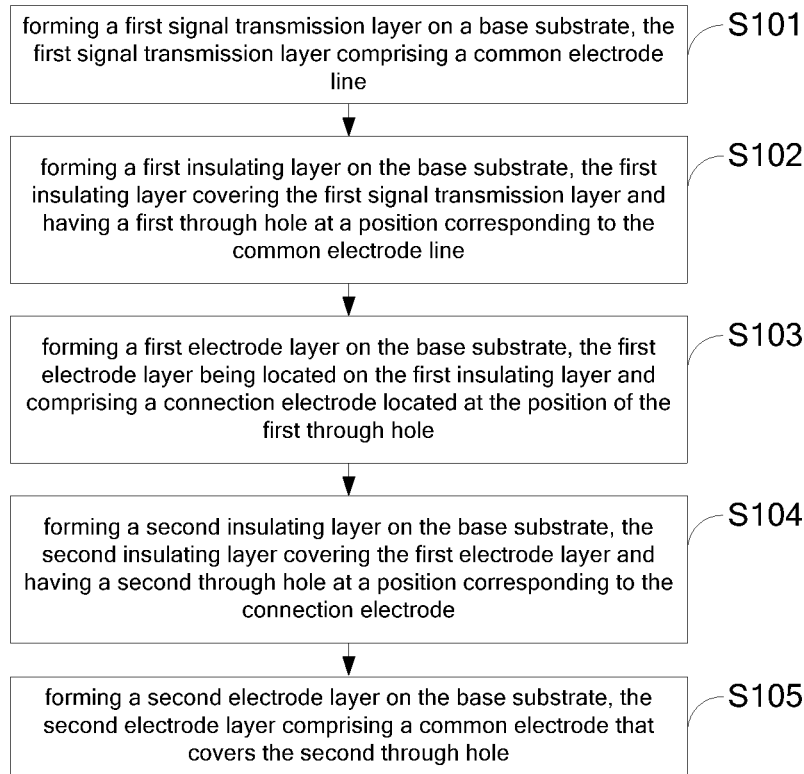 forming a first signal transmission layer on a base substrate, the
first signal transmission layer comprising a common electrode
line
S101
forming a first insulating layer on the base substrate, the first
insulating layer covering the first signal transmission layer and
having a first through hole at a position corresponding to the
common electrode line
S102
forming a first electrode layer on the base substrate, the first
electrode layer being located on the first insulating layer and
comprising a connection electrode located at the position of the
first through hole
S103
forming a second insulating layer on the base substrate, the
second insulating layer covering the first electrode layer and
having a second through hole at a position corresponding to the
connection electrode
S104
forming a second electrode layer on the base substrate, the
second electrode layer comprising a common electrode that
covers the second through hole
S105